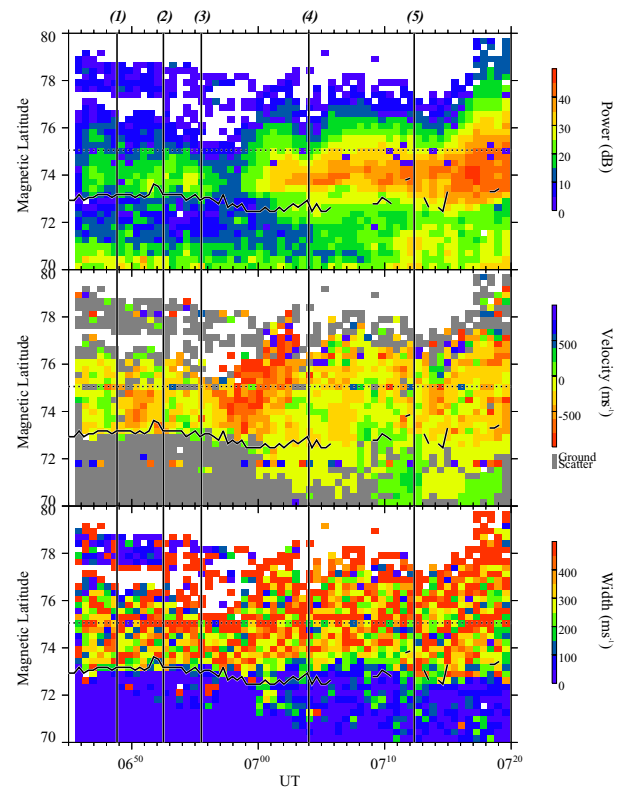 (1) (2) (3) (4) (5)
80
78
76
74
72
70
Magnetic Latitude
40
30
20
10
0
Power (dB)
80
78
76
74
72
70
Magnetic Latitude
500
0
-500
Velocity (ms⁻¹)
Ground
Scatter
80
78
76
74
72
70
Magnetic Latitude
400
300
200
100
0
Width (ms⁻¹)
06⁵⁰ 07⁰⁰ 07¹⁰ 07²⁰
UT